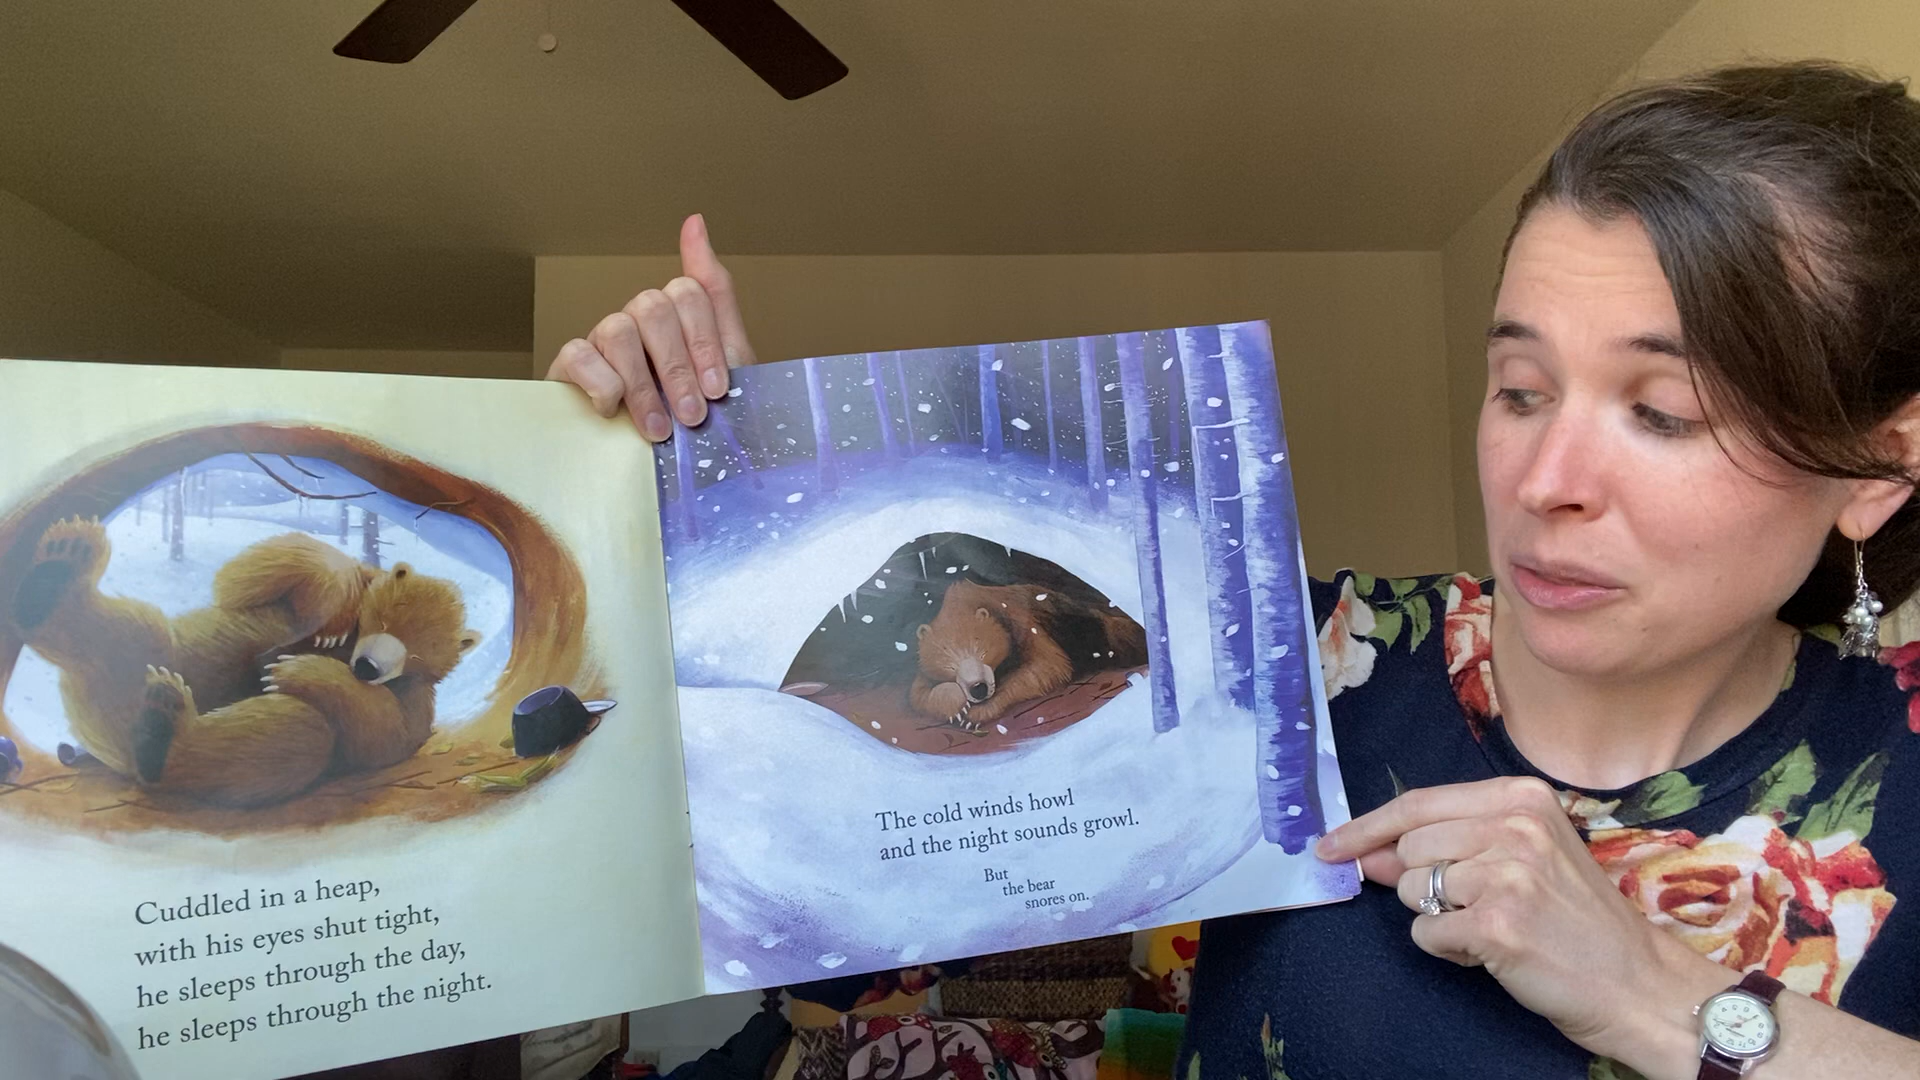 Cuddled in a heap,
with his eyes shut tight,
he sleeps through the day,
he sleeps through the night.
The cold winds howl
and the night sounds growl.
But
the bear
snores on.